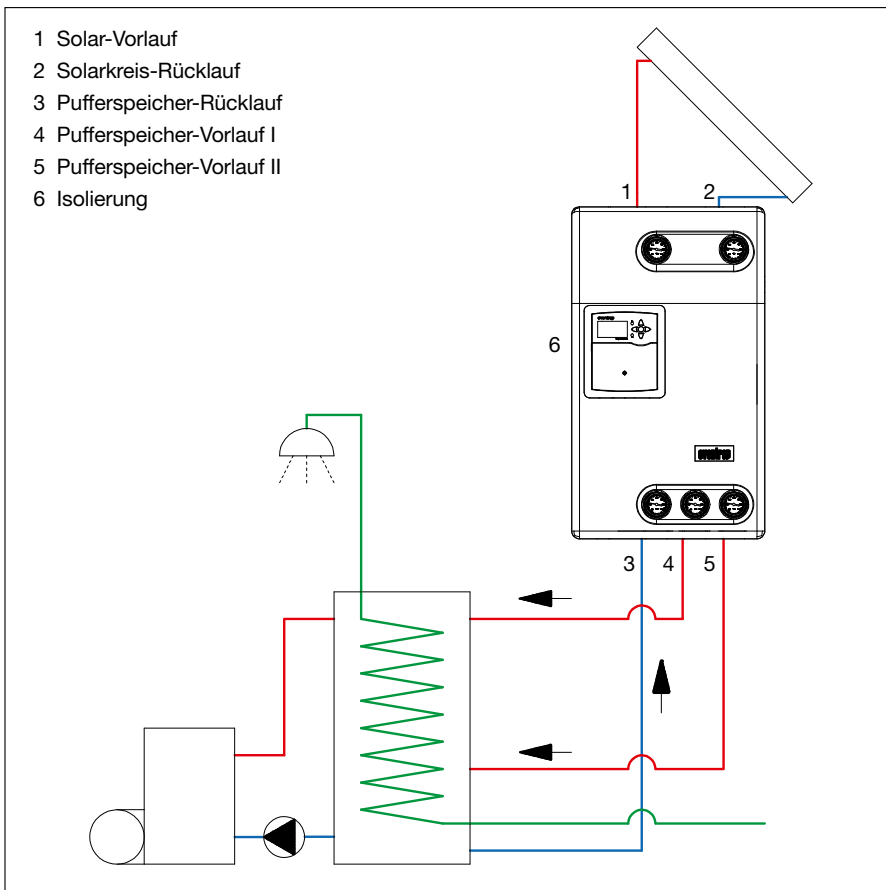 1 Solar-Vorlauf
2 Solarkreis-Rücklauf
3 Pufferspeicher-Rücklauf
4 Pufferspeicher-Vorlauf I
5 Pufferspeicher-Vorlauf II
6 Isolierung
1 2
6
3 4 5